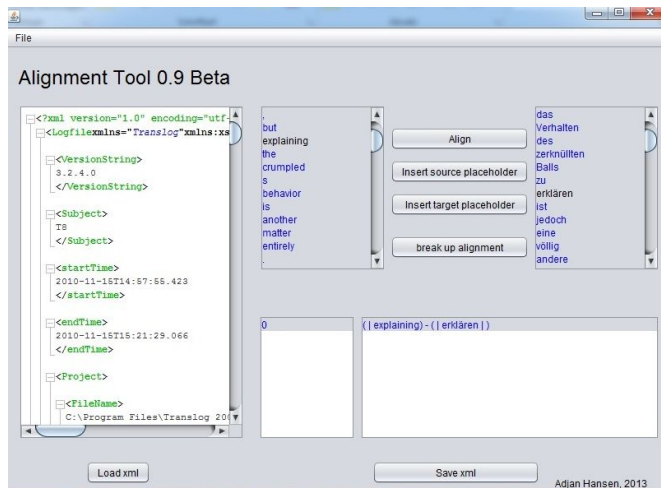 File
Alignment Tool 0.9 Beta
<?xml version="1.0" encoding="utf-
<Logfilexmlns="Translog"xmlns:xs
<VersionString>
3.2.4.0
</VersionString>
<Subject>
T8
</Subject>
<startTime>
2010-11-15T14:57:55.423
</startTime>
<endTime>
2010-11-15T15:21:29.066
</endTime>
<Project>
<FileName>
C:\Program Files\Translog 200
,
but
explaining
the
crumpled
s
behavior
is
another
matter
entirely
.
Align
Insert source placeholder
Insert target placeholder
break up alignment
das
Verhalten
des
zerknüllten
Balls
zu
erklären
ist
jedoch
eine
völlig
andere
0
( | explaining) - ( | erklären | )
Load xml
Save xml
Adjan Hansen, 2013